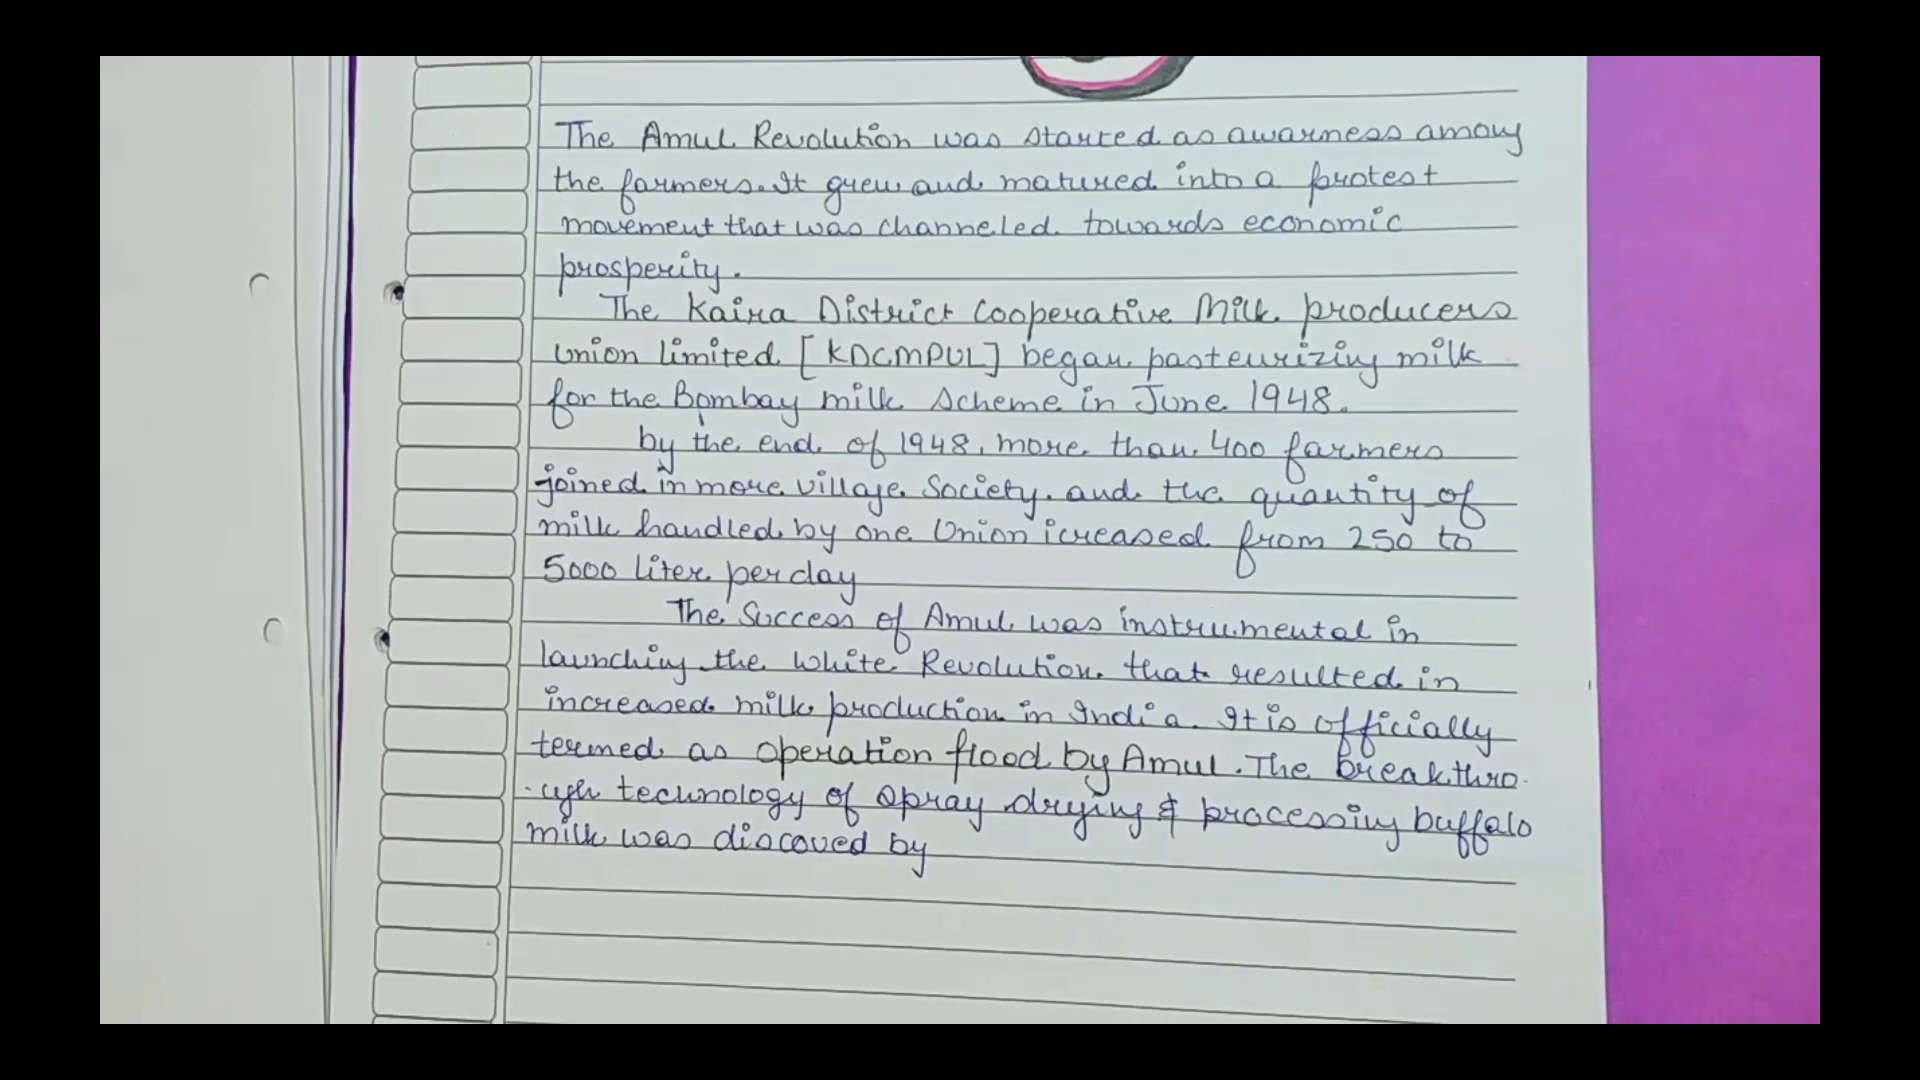 The Amul Revolution was started as awarness among
the farmers. It grew and matured into a protest
movement that was channeled towards economic
prosperity.
The Kaira District Cooperative Milk producers
Union limited [KDCMPUL] began pasteurizing milk
for the Bombay milk scheme in June 1948.
by the end of 1948, more than 400 farmers
joined in more village Society. and the quantity of
milk handled by one Union icreased from 250 to
5000 liter per day
The Success of Amul was instrumental in
launching the white Revolution that resulted in
increased milk production in India. It is officially
termed as operation flood by Amul. The breakthro-
-ugh technology of spray drying & processing buffalo
milk was discoved by